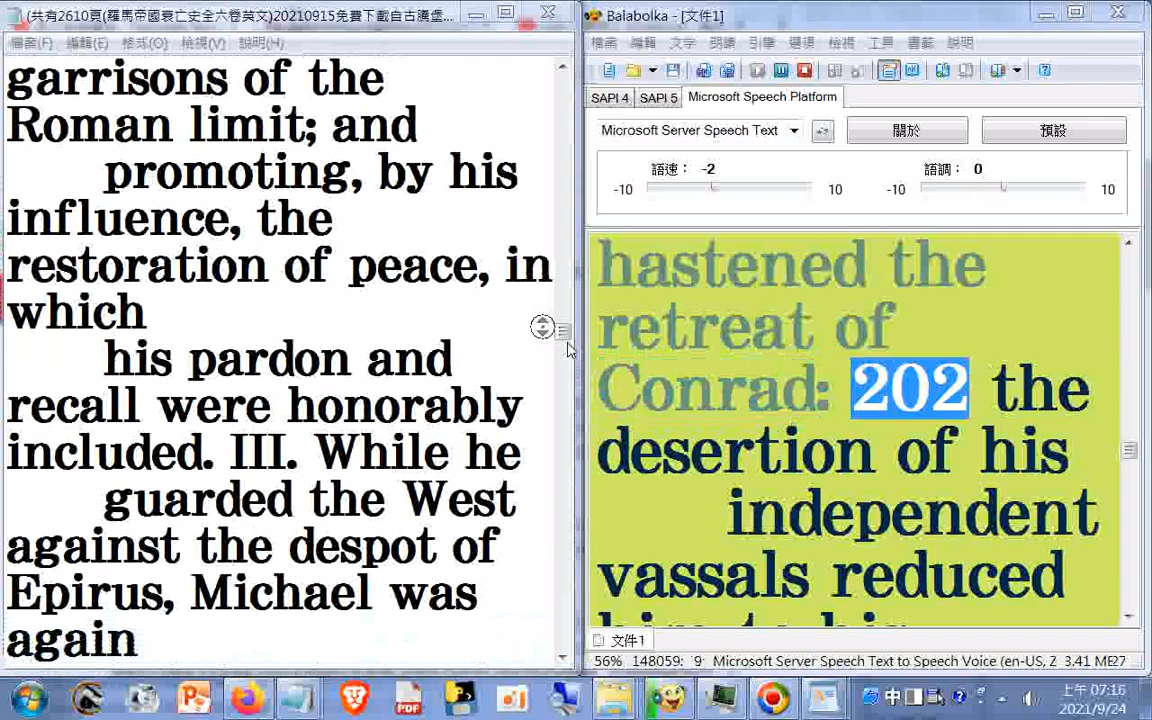 (共有2610頁(羅馬帝國衰亡史全六卷英文)20210915免費下載自古騰堡...
檔案(F) 編輯(E) 格式(O) 檢視(V) 說明(H)
garrisons of the
Roman limit; and
promoting, by his
influence, the
restoration of peace, in
which
his pardon and
recall were honorably
included. III. While he
guarded the West
against the despot of
Epirus, Michael was
again
Balabolka - [文件1]
檔案 編輯 文字 朗讀 引擎 選項 檢視 工具 書籤 說明
SAPI 4 SAPI 5 Microsoft Speech Platform
Microsoft Server Speech Text 關於 預設
語速: -2 語調: 0
-10 10 -10 10
hastened the
retreat of
Conrad: 202 the
desertion of his
independent
vassals reduced
him to his
文件1
56% 148059: 9 Microsoft Server Speech Text to Speech Voice (en-US, Z 3.41 ME27
中
上午 07:16
2021/9/24